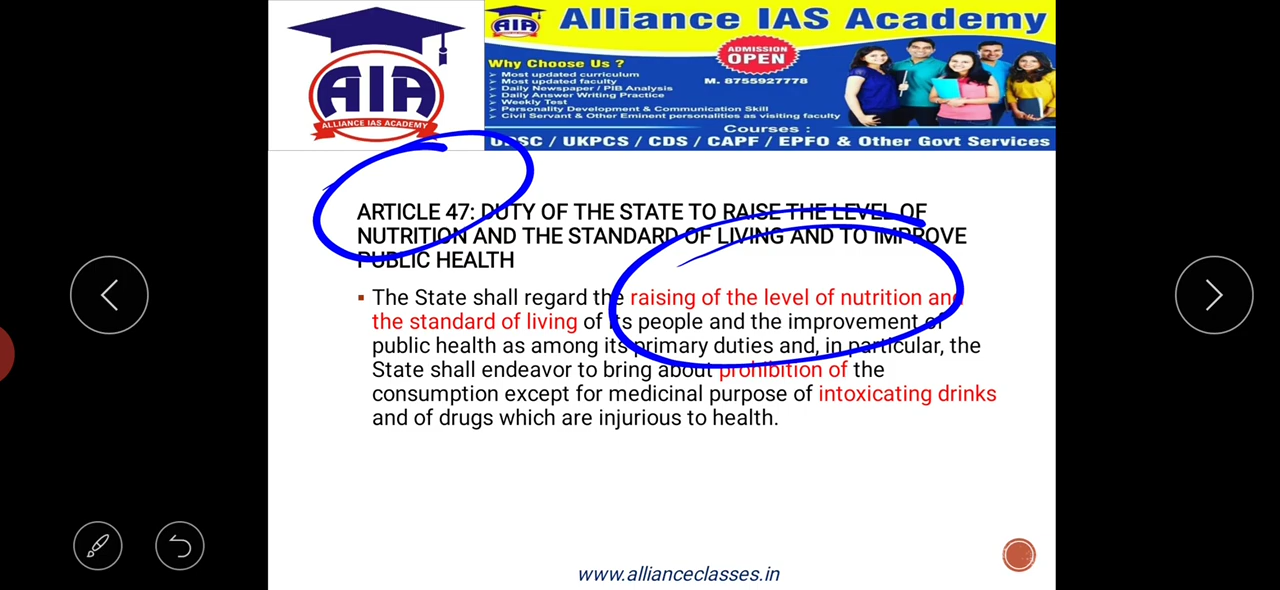 AIA
ALLIANCE IAS ACADEMY
AIA
Alliance IAS Academy
Why Choose Us ?
➢ Most updated curriculum
➢ Most updated faculty
➢ Daily Newspaper / PIB Analysis
➢ Daily Answer Writing Practice
➢ Weekly Test
➢ Personality Development & Communication Skill
➢ Civil Servant & Other Eminent personalities as visiting faculty
ADMISSION
OPEN
M. 8755927778
Courses :
UPSC / UKPCS / CDS / CAPF / EPFO & Other Govt Services
ARTICLE 47: DUTY OF THE STATE TO RAISE THE LEVEL OF
NUTRITION AND THE STANDARD OF LIVING AND TO IMPROVE
PUBLIC HEALTH
▪ The State shall regard the raising of the level of nutrition and
the standard of living of its people and the improvement of
public health as among its primary duties and, in particular, the
State shall endeavor to bring about prohibition of the
consumption except for medicinal purpose of intoxicating drinks
and of drugs which are injurious to health.
www.allianceclasses.in